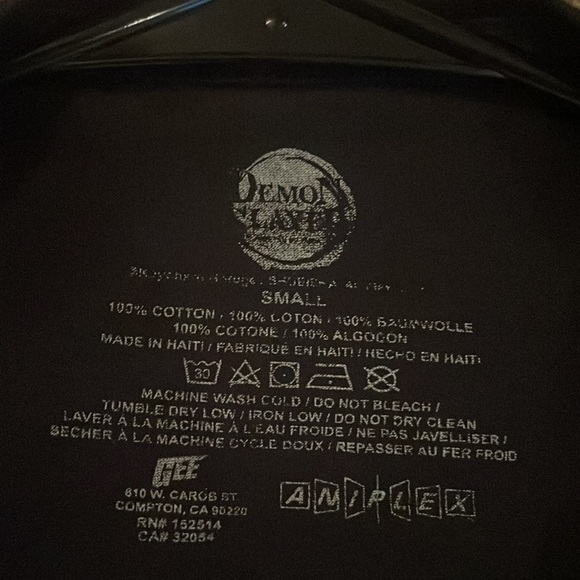 DEMON
SLAYER
SMALL
100% COTTON / 100% COTON / 100% BAUMWOLLE
100% COTONE / 100% ALGODON
MADE IN HAITI / FABRIQUÉ EN HAITI / HECHO EN HAITI
30
MACHINE WASH COLD / DO NOT BLEACH /
TUMBLE DRY LOW / IRON LOW / DO NOT DRY CLEAN
LAVER À LA MACHINE À L'EAU FROIDE / NE PAS JAVELLISER /
SECHER À LA MACHINE CYCLE DOUX / REPASSER AU FER FROID
GEE
610 W. CAROB ST.
COMPTON, CA 90220
RN# 152514
CA# 32054
ANIPLEX